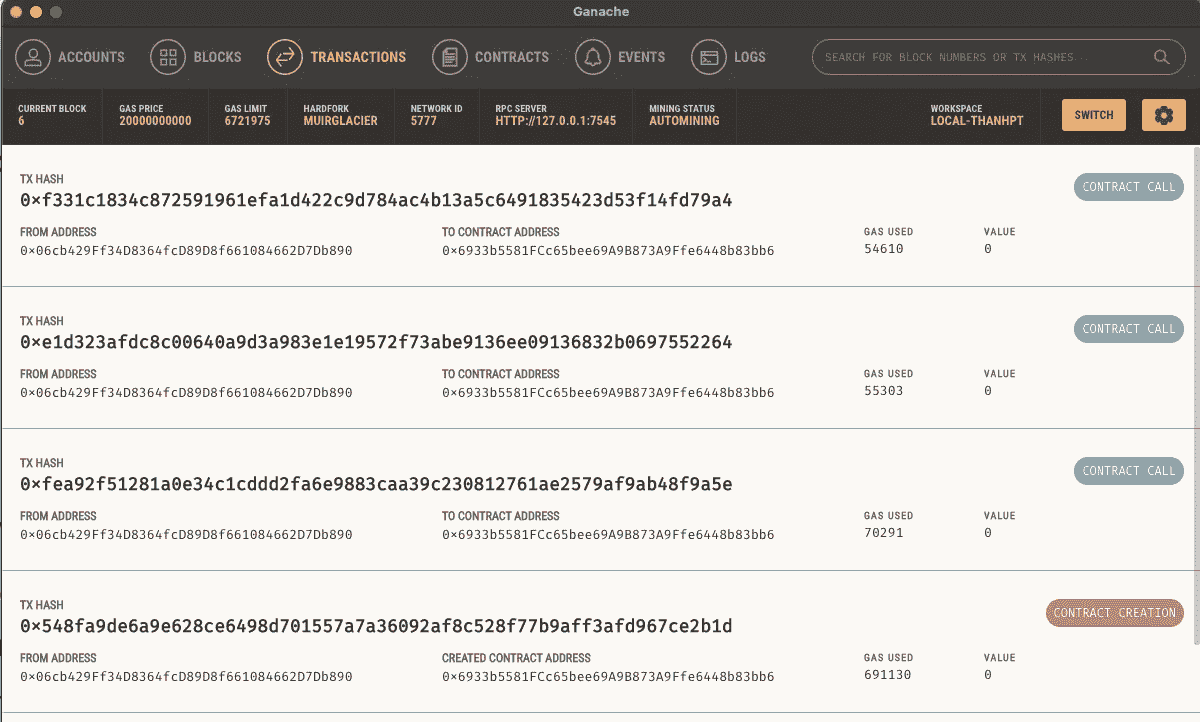 Ganache
ACCOUNTS BLOCKS TRANSACTIONS CONTRACTS EVENTS LOGS SEARCH FOR BLOCK NUMBERS OR TX HASHES
CURRENT BLOCK GAS PRICE GAS LIMIT HARDFORK NETWORK ID RPC SERVER MINING STATUS WORKSPACE SWITCH
6 20000000000 6721975 MUIRGLACIER 5777 HTTP://127.0.0.1:7545 AUTOMINING LOCAL-THANHPT
TX HASH CONTRACT CALL
0×f331c1834c872591961efa1d422c9d784ac4b13a5c6491835423d53f14fd79a4
FROM ADDRESS TO CONTRACT ADDRESS GAS USED VALUE
0×06cb429Ff34D8364fcD89D8f661084662D7Db890 0×6933b5581FCc65bee69A9B873A9Ffe6448b83bb6 54610 0
TX HASH CONTRACT CALL
0×e1d323afdc8c00640a9d3a983e1e19572f73abe9136ee09136832b0697552264
FROM ADDRESS TO CONTRACT ADDRESS GAS USED VALUE
0×06cb429Ff34D8364fcD89D8f661084662D7Db890 0×6933b5581FCc65bee69A9B873A9Ffe6448b83bb6 55303 0
TX HASH CONTRACT CALL
0×fea92f51281a0e34c1cddd2fa6e9883caa39c230812761ae2579af9ab48f9a5e
FROM ADDRESS TO CONTRACT ADDRESS GAS USED VALUE
0×06cb429Ff34D8364fcD89D8f661084662D7Db890 0×6933b5581FCc65bee69A9B873A9Ffe6448b83bb6 70291 0
TX HASH CONTRACT CREATION
0×548fa9de6a9e628ce6498d701557a7a36092af8c528f77b9aff3afd967ce2b1d
FROM ADDRESS CREATED CONTRACT ADDRESS GAS USED VALUE
0×06cb429Ff34D8364fcD89D8f661084662D7Db890 0×6933b5581FCc65bee69A9B873A9Ffe6448b83bb6 691130 0